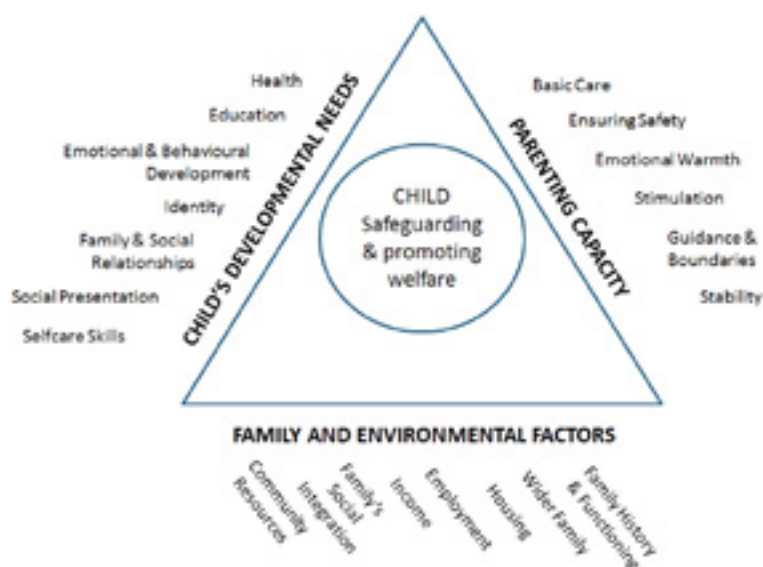 Health
Education
Emotional & Behavioural
Development
Identity
Family & Social
Relationships
Social Presentation
Selfcare Skills
CHILD'S DEVELOPMENTAL NEEDS
CHILD
Safeguarding
& promoting
welfare
PARENTING CAPACITY
Basic Care
Ensuring Safety
Emotional Warmth
Stimulation
Guidance &
Boundaries
Stability
FAMILY AND ENVIRONMENTAL FACTORS
Community
Resources
Family's
Social
Integration
Income
Employment
Housing
Wider Family
Family History
& Functioning